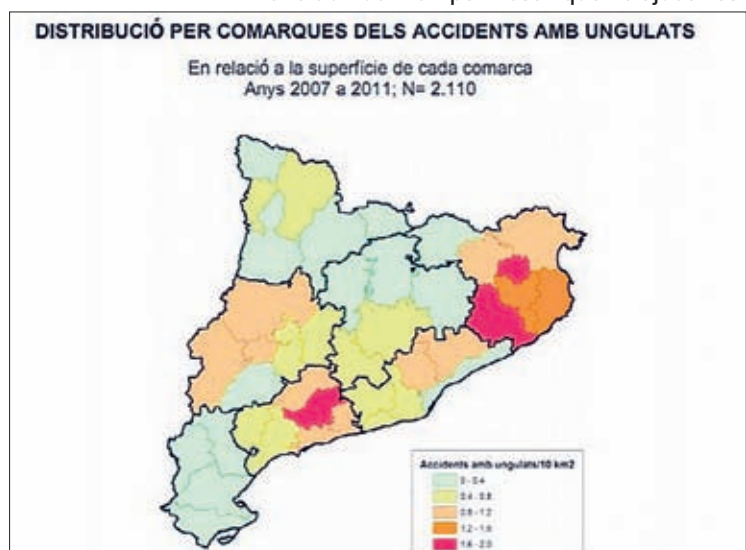 DISTRIBUCIÓ PER COMARQUES DELS ACCIDENTS AMB UNGULATS
En relació a la superfície de cada comarca
Anys 2007 a 2011; N= 2.110
Accidents amb ungulats/10 km2
0 - 0.4
0.4 - 0.8
0.8 - 1.2
1.2 - 1.6
1.6 - 2.0